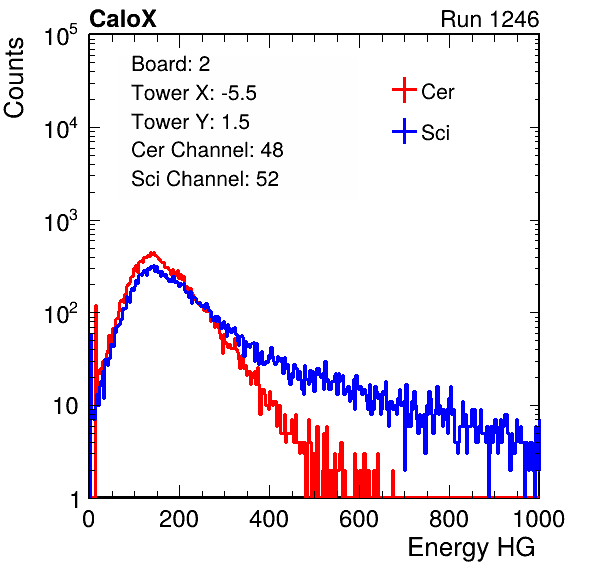 CaloX Run 1246
Counts
10^5
10^4
10^3
10^2
10
1
Board: 2
Tower X: -5.5
Tower Y: 1.5
Cer Channel: 48
Sci Channel: 52
Cer
Sci
0 200 400 600 800 1000
Energy HG